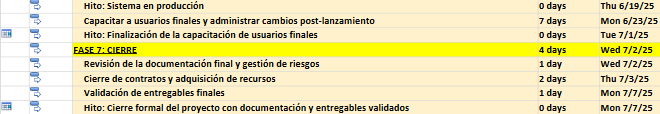 Hito: Sistema en producción 0 days Thu 6/19/25
Capacitar a usuarios finales y administrar cambios post-lanzamiento 7 days Mon 6/23/25
Hito: Finalización de la capacitación de usuarios finales 0 days Tue 7/1/25
FASE 7: CIERRE 4 days Wed 7/2/25
Revisión de la documentación final y gestión de riesgos 1 day Wed 7/2/25
Cierre de contratos y adquisición de recursos 2 days Thu 7/3/25
Validación de entregables finales 1 day Mon 7/7/25
Hito: Cierre formal del proyecto con documentación y entregables validados 0 days Mon 7/7/25